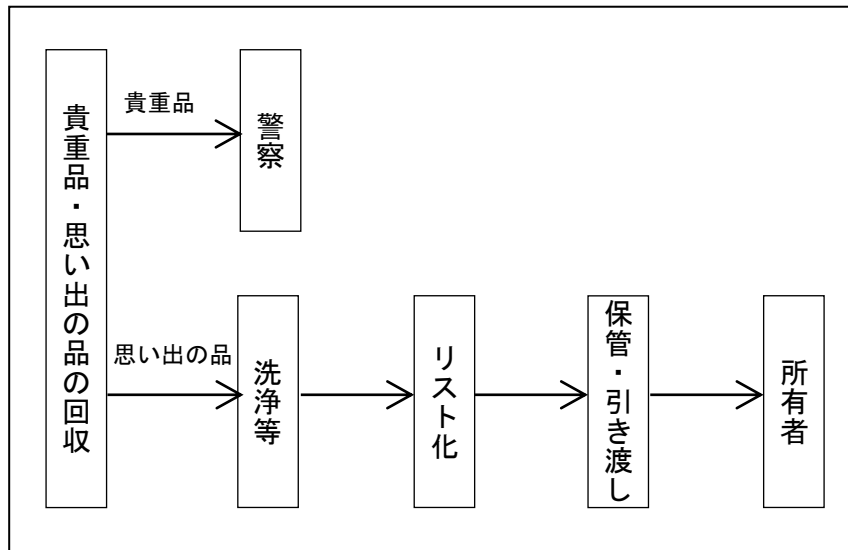 貴重品・思い出の品の回収
貴重品
警察
思い出の品
洗浄等
リスト化
保管・引き渡し
所有者